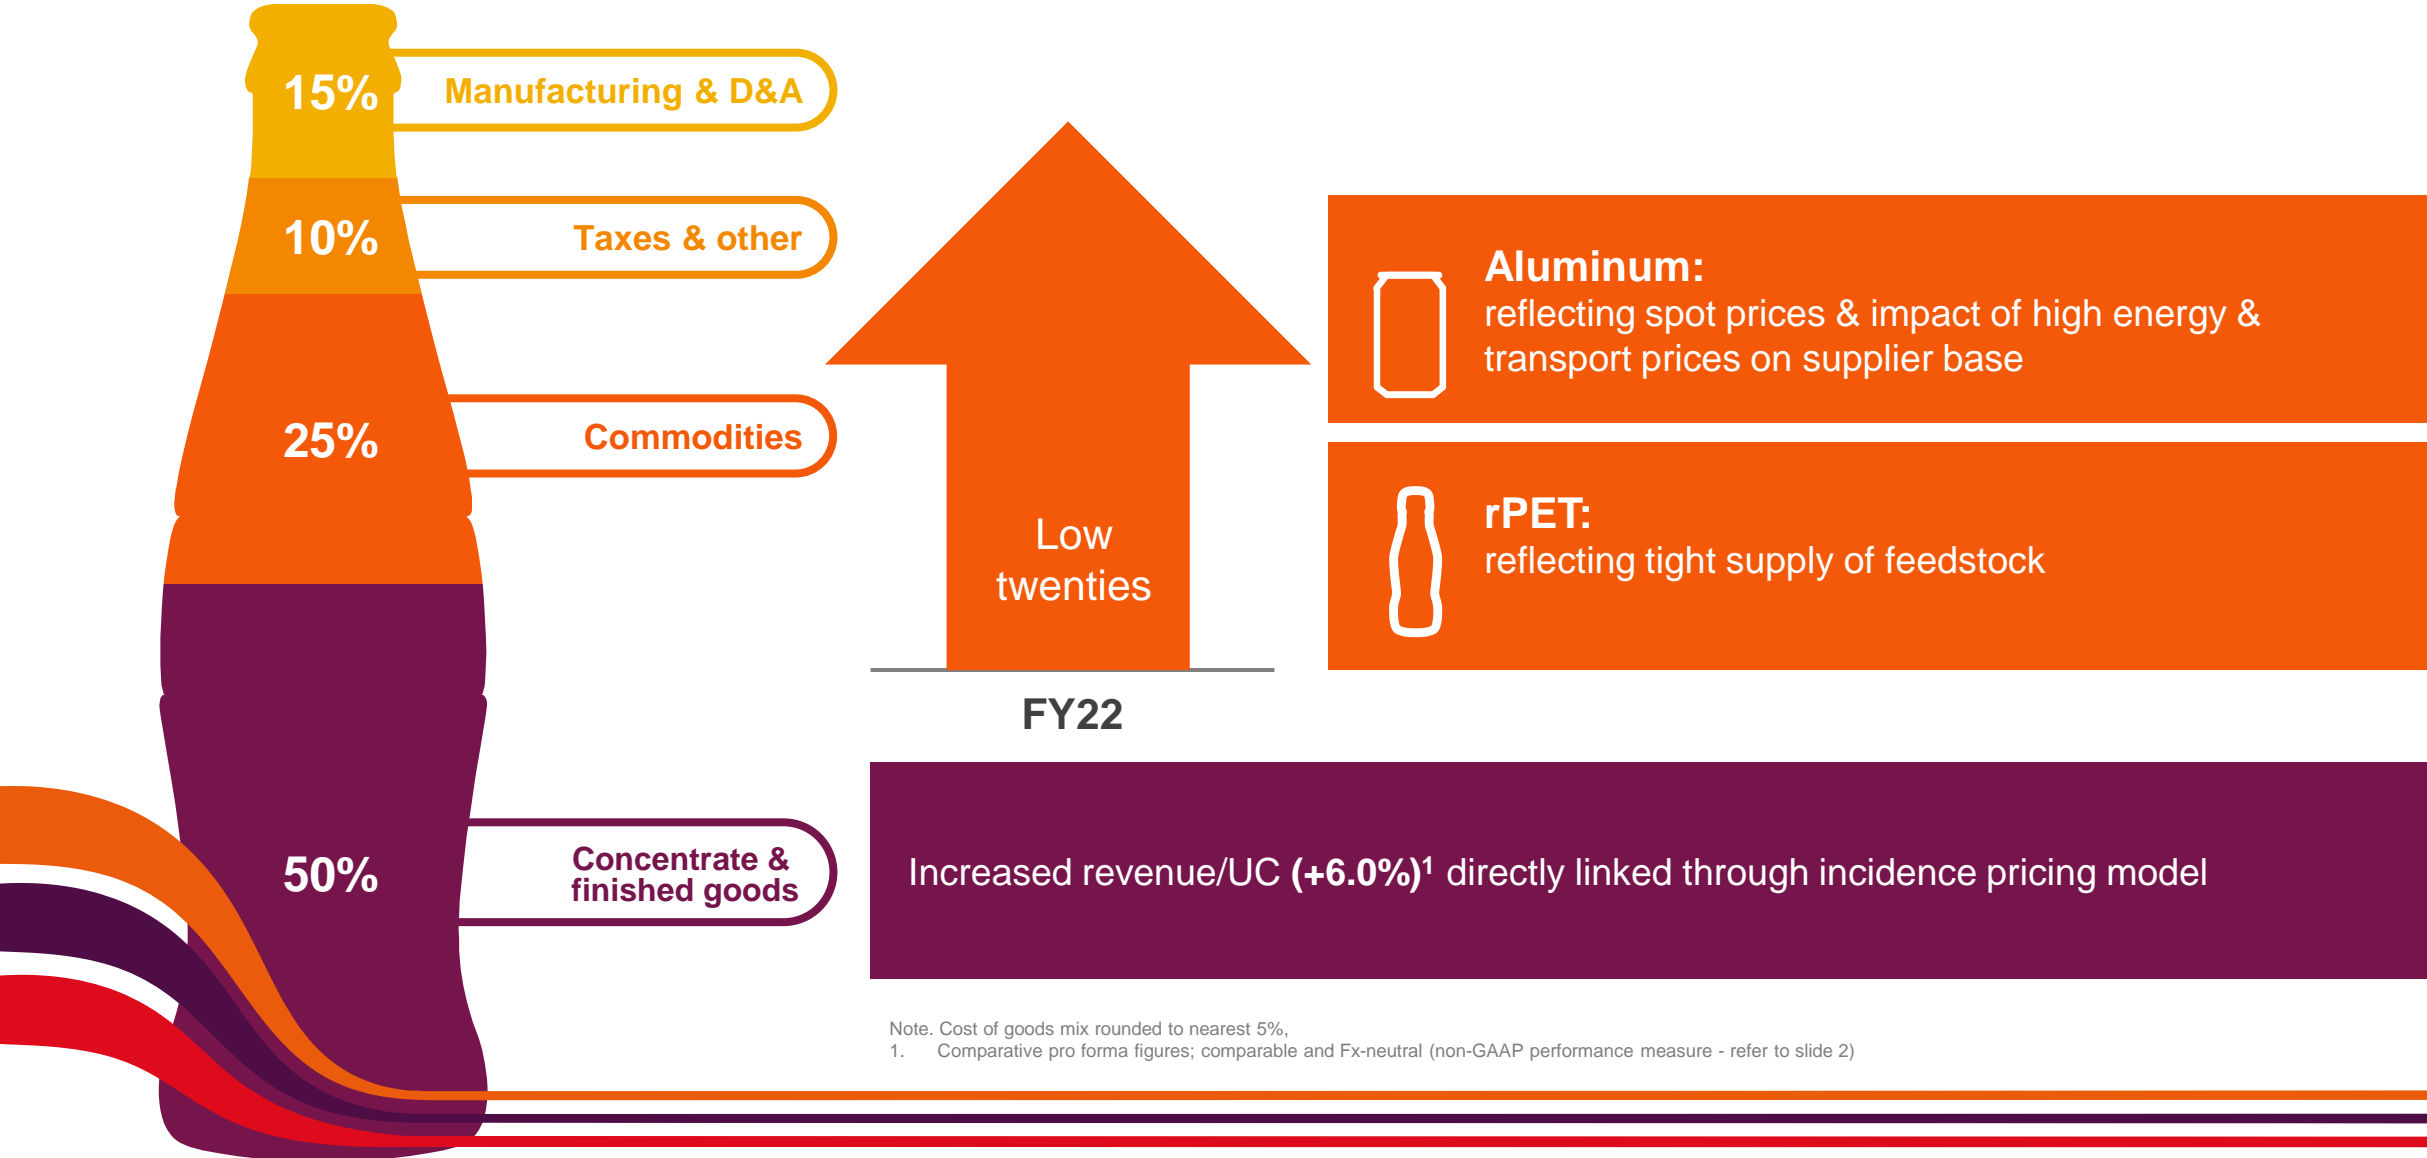 15%
Manufacturing & D&A
10%
Taxes & other
25%
Commodities
50%
Concentrate &
finished goods
Low
twenties
FY22
Aluminum:
reflecting spot prices & impact of high energy &
transport prices on supplier base
rPET:
reflecting tight supply of feedstock
Increased revenue/UC (+6.0%)¹ directly linked through incidence pricing model
Note. Cost of goods mix rounded to nearest 5%,
1. Comparative pro forma figures; comparable and Fx-neutral (non-GAAP performance measure - refer to slide 2)